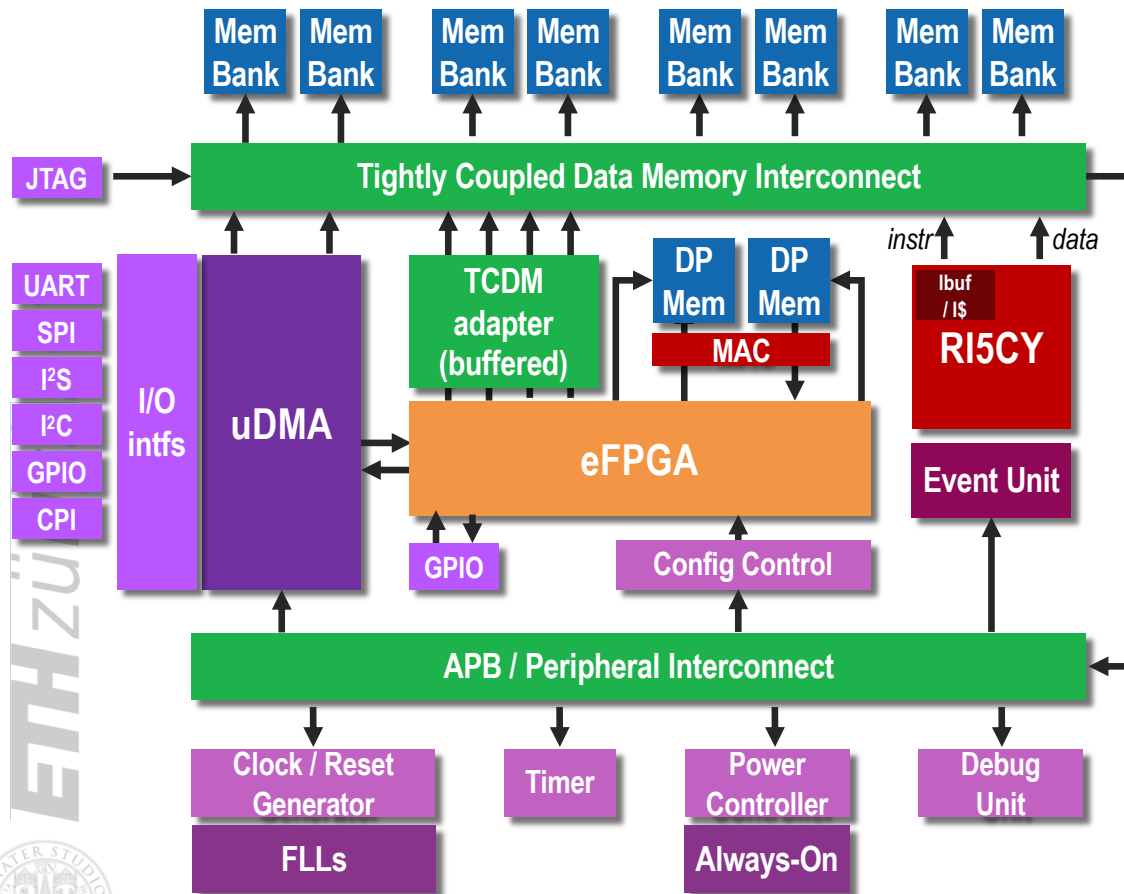 Mem Bank
Mem Bank
Mem Bank
Mem Bank
Mem Bank
Mem Bank
Mem Bank
Mem Bank
JTAG
Tightly Coupled Data Memory Interconnect
instr
data
UART
SPI
I²S
I²C
GPIO
CPI
I/O
intfs
uDMA
TCDM
adapter
(buffered)
DP
Mem
DP
Mem
MAC
Ibuf
/ I$
RI5CY
eFPGA
Event Unit
GPIO
Config Control
APB / Peripheral Interconnect
Clock / Reset
Generator
FLLs
Timer
Power
Controller
Always-On
Debug
Unit
ETH zü